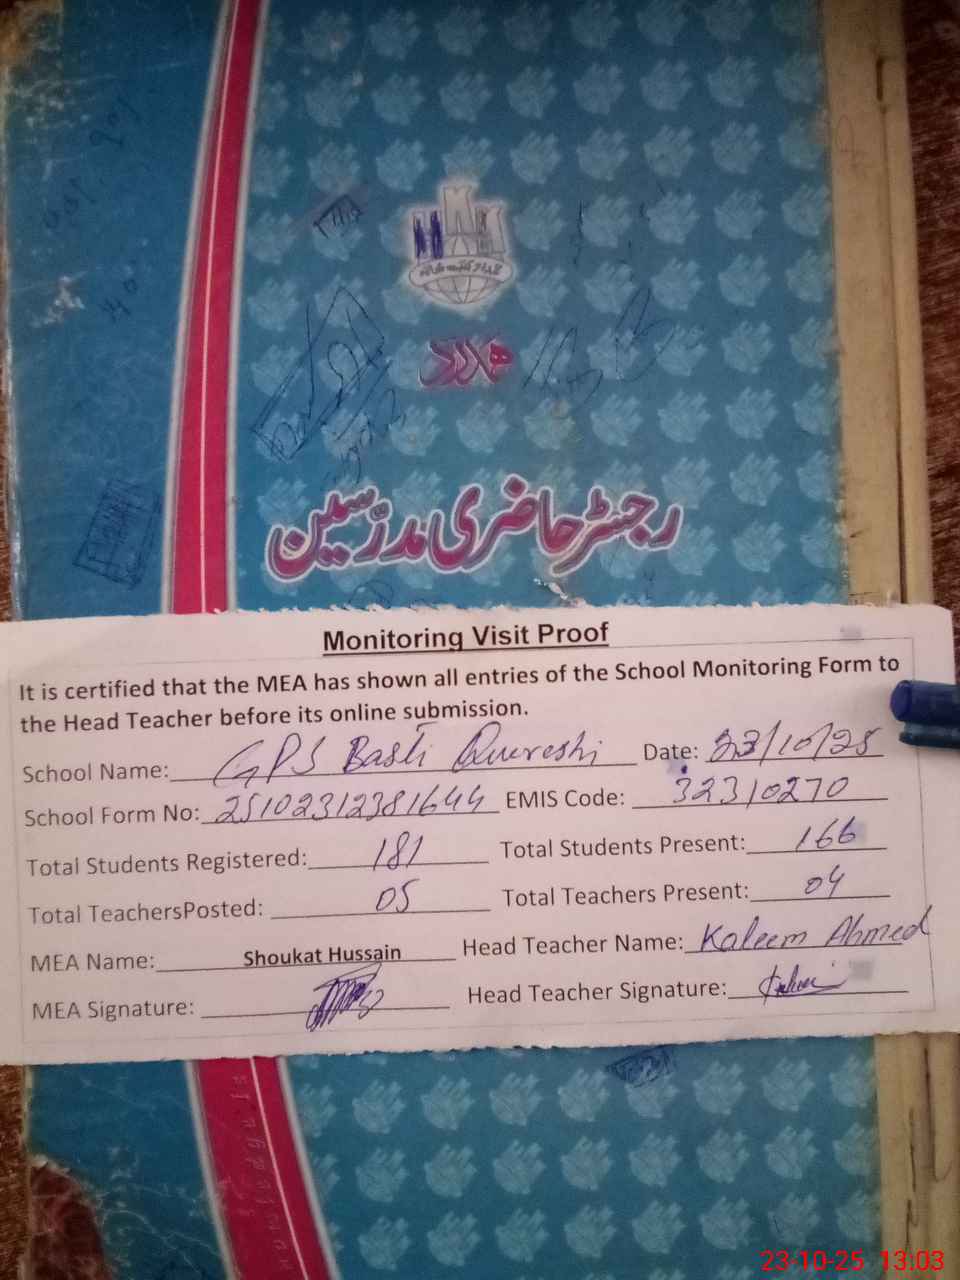 ہمدرد
رجسٹر حاضری مدرسین
Monitoring Visit Proof
It is certified that the MEA has shown all entries of the School Monitoring Form to
the Head Teacher before its online submission.
School Name: GPS Basti Qureshi Date: 23/10/25
School Form No: 25102312381644 EMIS Code: 32310270
Total Students Registered: 181 Total Students Present: 166
Total TeachersPosted: 05 Total Teachers Present: 04
MEA Name: Shoukat Hussain Head Teacher Name: Kaleem Ahmed
MEA Signature: Head Teacher Signature:
23-10-25 13:03